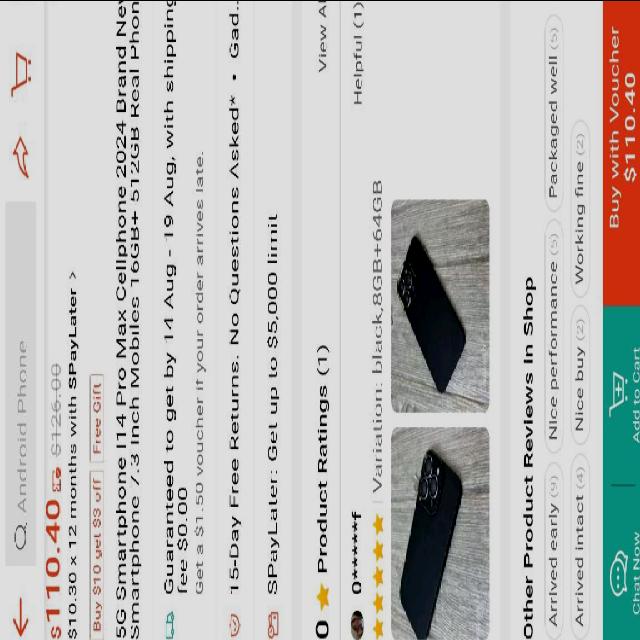 Android Phone
$110.40 $126.00
$10.30 x 12 months with SPayLater >
Buy $10 get $3 off Free Gift
5G Smartphone I14 Pro Max Cellphone 2024 Brand New
Smartphone 7.3 Inch Mobiles 16GB+ 512GB Real Phon
Guaranteed to get by 14 Aug - 19 Aug, with shipping
fee $0.00
Get a $1.50 voucher if your order arrives late.
15-Day Free Returns. No Questions Asked* • Gad...
SPayLater: Get up to $5,000 limit
Product Ratings (1)
View Al
0*****f
Helpful (1)
Variation: black,8GB+64GB
Other Product Reviews In Shop
Arrived early (9) Nice performance (5) Packaged well (5)
Arrived intact (4) Nice buy (2) Working fine (2)
Chat Now
Add to Cart
Buy with Voucher
$110.40